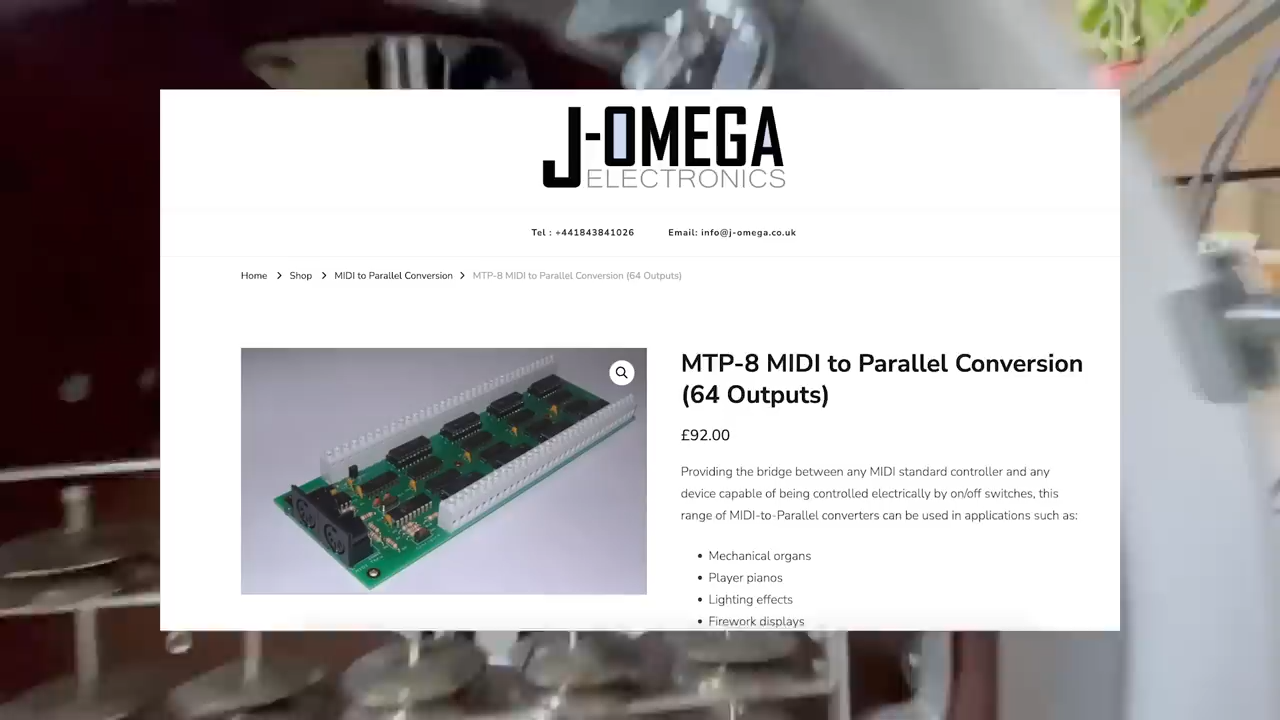 J-OMEGA
ELECTRONICS
Tel : +441843841026 Email: info@j-omega.co.uk
Home > Shop > MIDI to Parallel Conversion > MTP-8 MIDI to Parallel Conversion (64 Outputs)
MTP-8 MIDI to Parallel Conversion
(64 Outputs)
£92.00
Providing the bridge between any MIDI standard controller and any
device capable of being controlled electrically by on/off switches, this
range of MIDI-to-Parallel converters can be used in applications such as:
• Mechanical organs
• Player pianos
• Lighting effects
• Firework displays